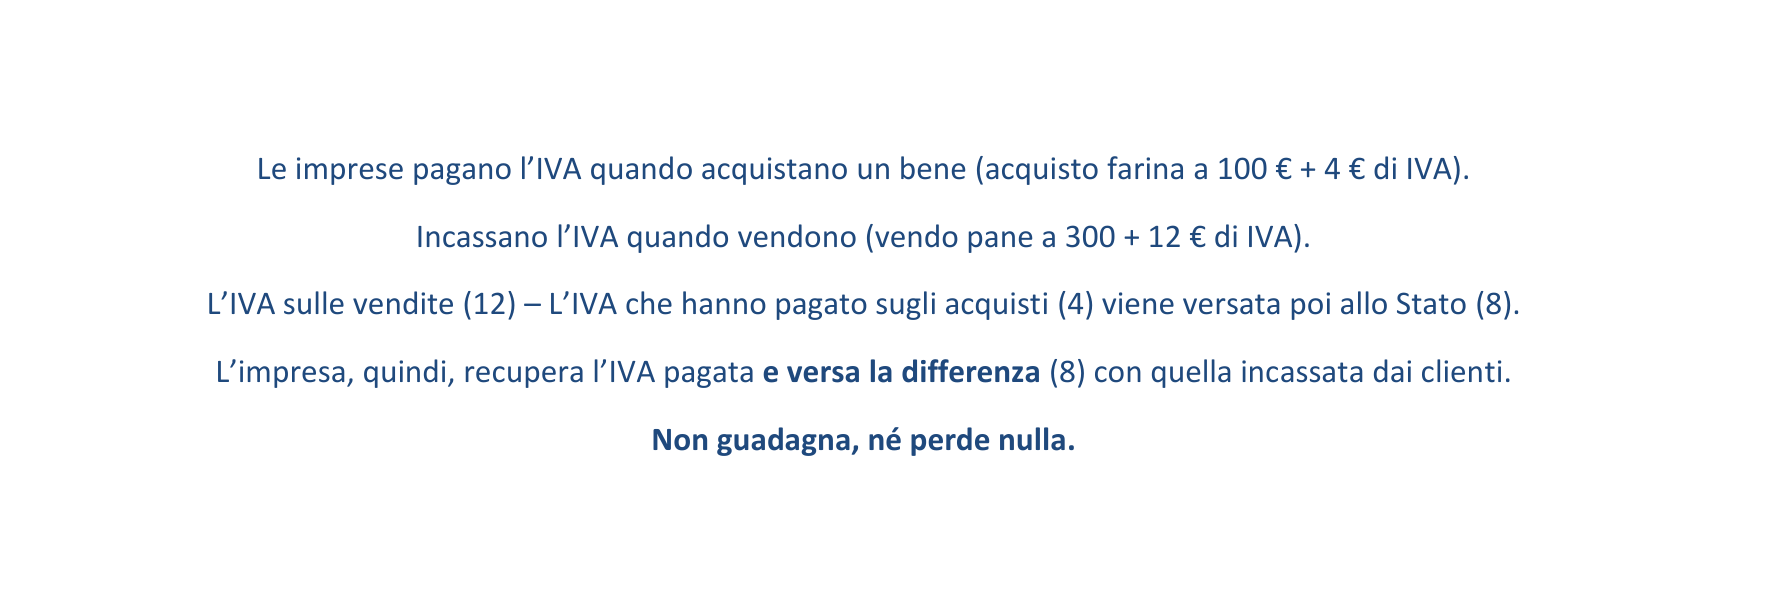 Le imprese pagano l’IVA quando acquistano un bene (acquisto farina a 100 € + 4 € di IVA).
Incassano l’IVA quando vendono (vendo pane a 300 + 12 € di IVA).
L’IVA sulle vendite (12) – L’IVA che hanno pagato sugli acquisti (4) viene versata poi allo Stato (8).
L’impresa, quindi, recupera l’IVA pagata e versa la differenza (8) con quella incassata dai clienti.
Non guadagna, né perde nulla.